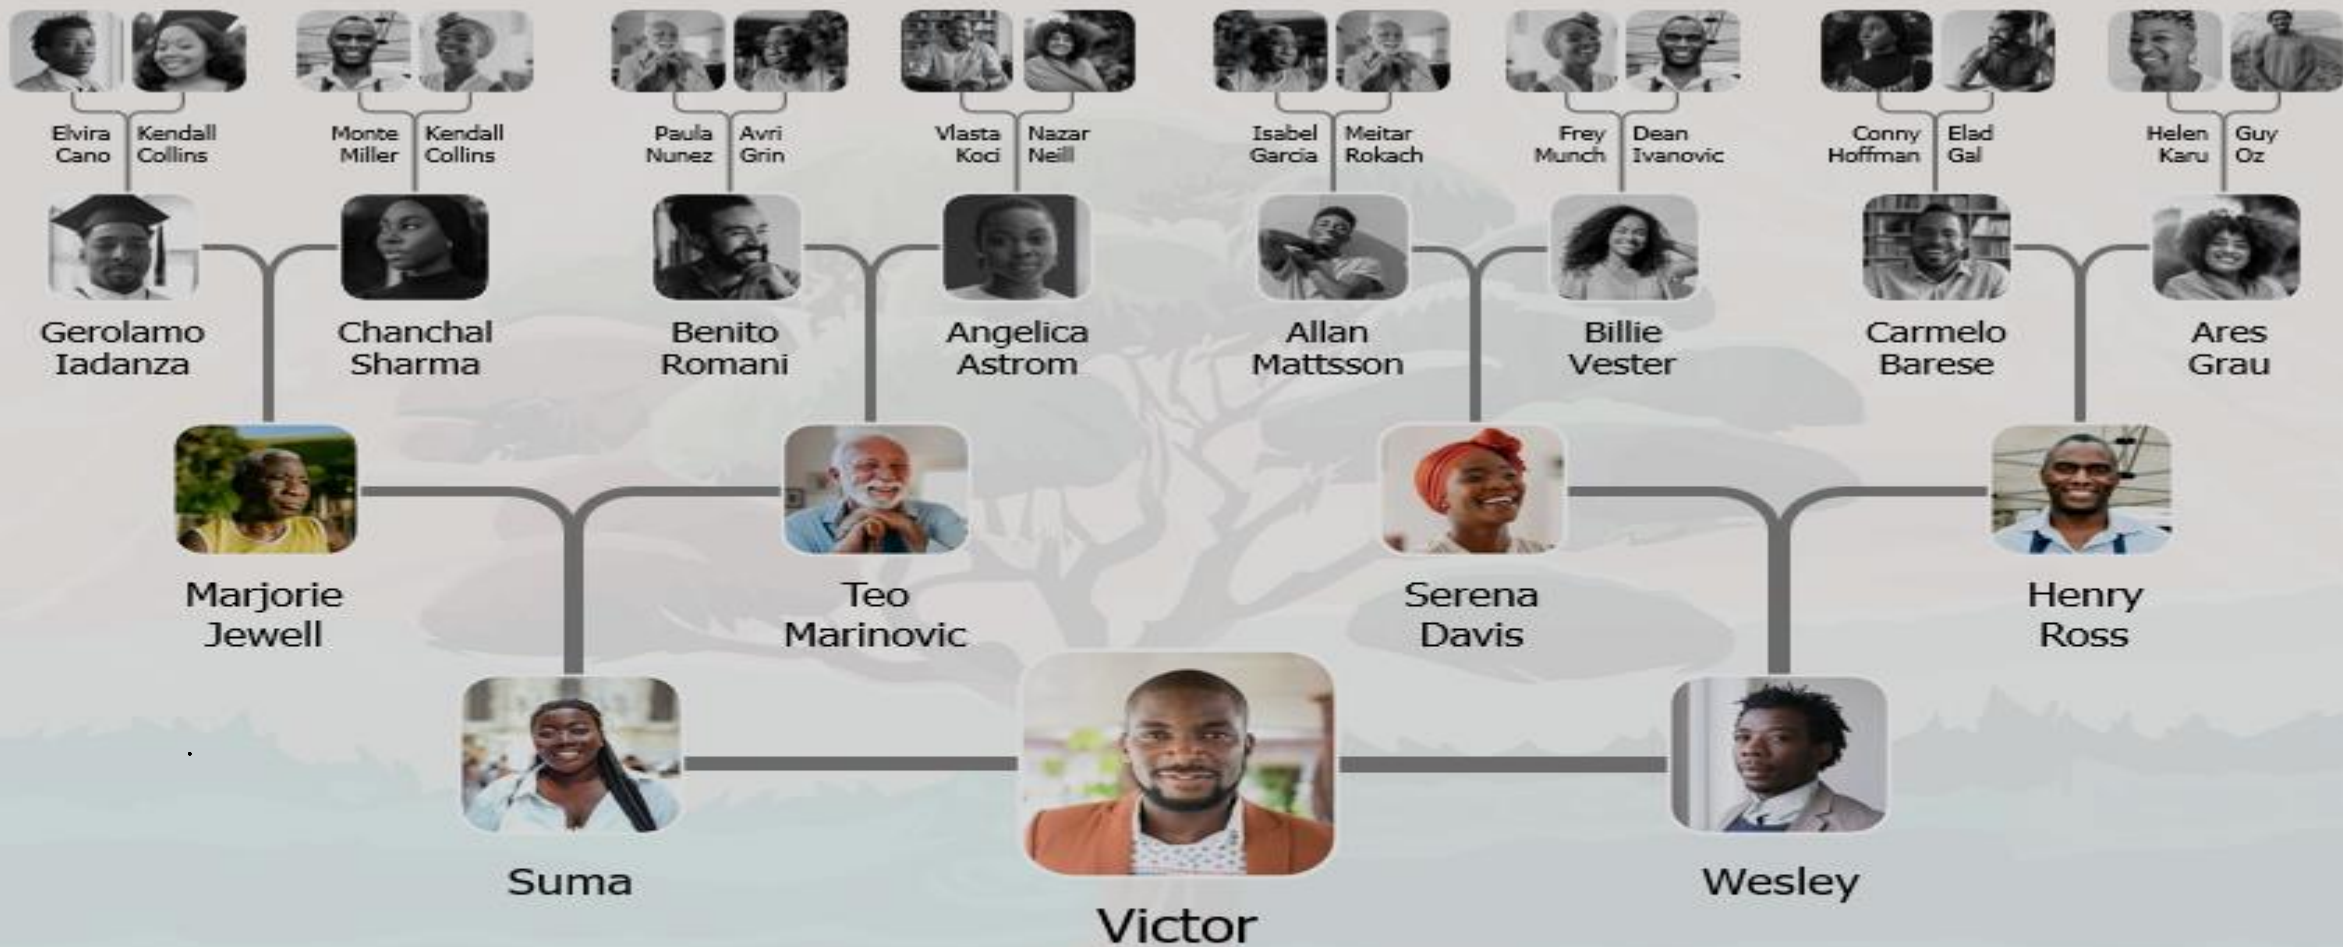 Elvira Kendall
Cano Collins
Monte Kendall
Miller Collins
Paula Avri
Nunez Grin
Vlasta Nazar
Koci Neill
Isabel Meitar
Garcia Rokach
Frey Dean
Munch Ivanovic
Conny Elad
Hoffman Gal
Helen Guy
Karu Oz
Gerolamo
Iadanza
Chanchal
Sharma
Benito
Romani
Angelica
Astrom
Allan
Mattsson
Billie
Vester
Carmelo
Barese
Ares
Grau
Marjorie
Jewell
Teo
Marinovic
Serena
Davis
Henry
Ross
Suma
Victor
Wesley